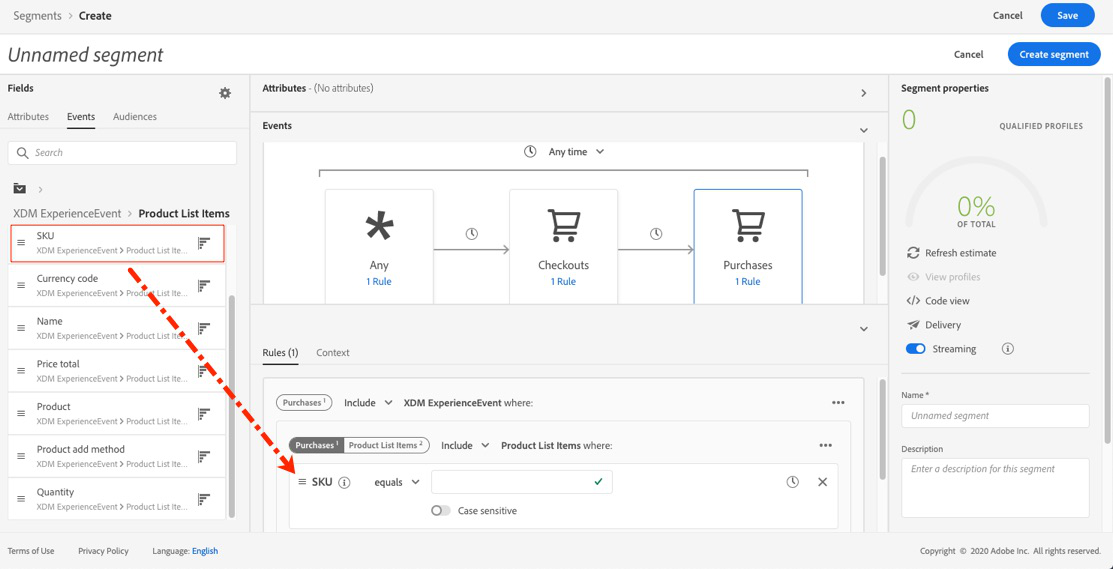 Segments > Create
Cancel
Save
Unnamed segment
Cancel
Create segment
Fields
Attributes
Events
Audiences
Search
XDM ExperienceEvent > Product List Items
SKU
XDM ExperienceEvent > Product List Ite...
Currency code
XDM ExperienceEvent > Product List Ite...
Name
XDM ExperienceEvent > Product List Ite...
Price total
XDM ExperienceEvent > Product List Ite...
Product
XDM ExperienceEvent > Product List Ite...
Product add method
XDM ExperienceEvent > Product List Ite...
Quantity
XDM ExperienceEvent > Product List Ite...
Attributes - (No attributes)
Events
Any time
Any
1 Rule
Checkouts
1 Rule
Purchases
1 Rule
Rules (1)
Context
Purchases 1
Include
XDM ExperienceEvent where:
Purchases 1
Product List Items 2
Include
Product List Items where:
SKU
equals
Case sensitive
Segment properties
0
QUALIFIED PROFILES
0%
OF TOTAL
Refresh estimate
View profiles
Code view
Delivery
Streaming
Name *
Unnamed segment
Description
Enter a description for this segment
Terms of Use
Privacy Policy
Language: English
Copyright © 2020 Adobe Inc. All rights reserved.